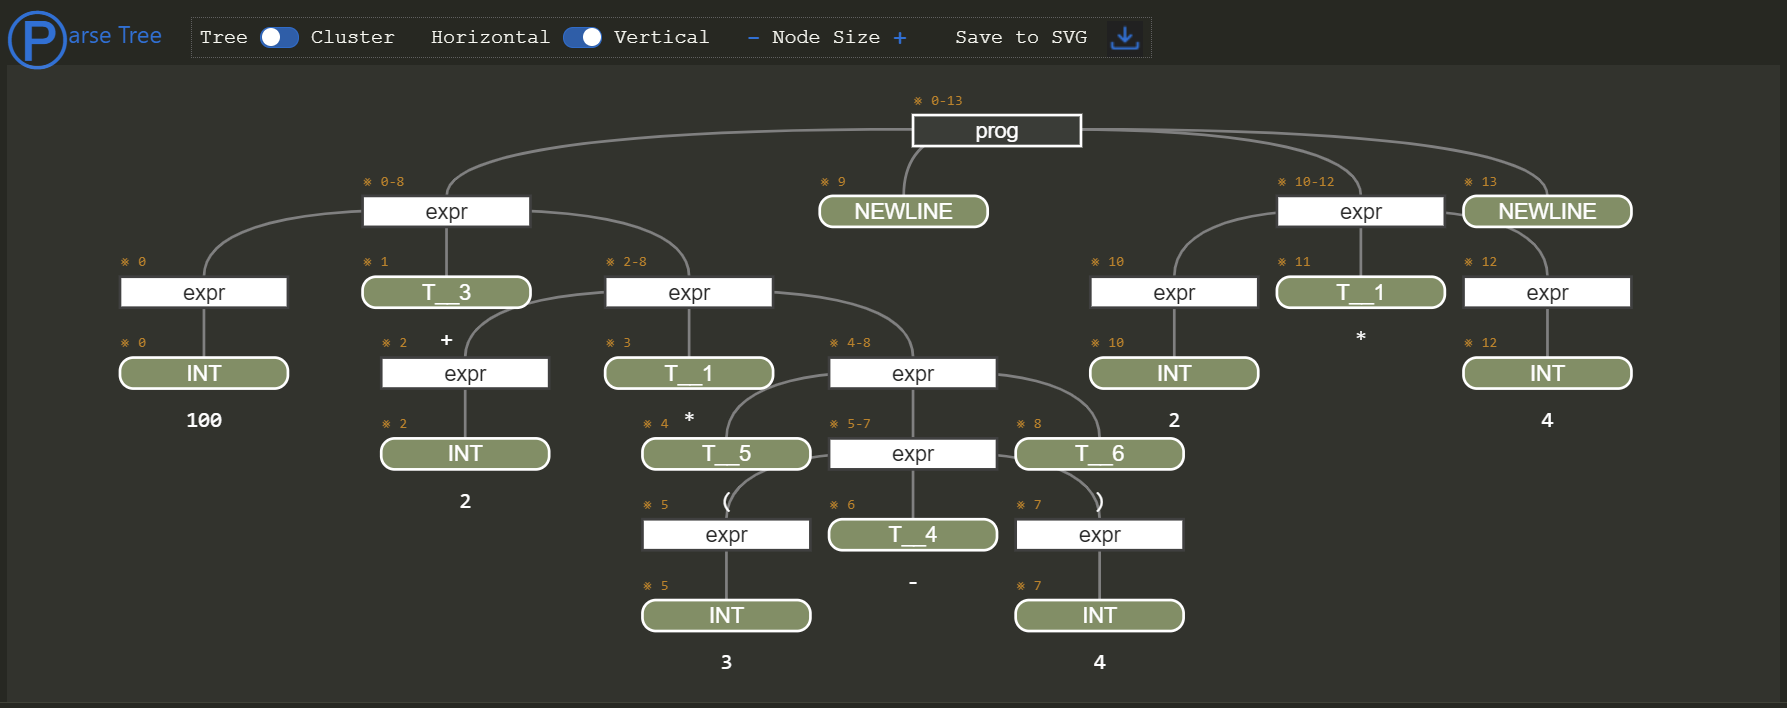 Parse Tree Tree Cluster Horizontal Vertical - Node Size + Save to SVG
※ 0-13
prog
※ 0-8 ※ 9 ※ 10-12 ※ 13
expr NEWLINE expr NEWLINE
※ 0 ※ 1 ※ 2-8 ※ 10 ※ 11 ※ 12
expr T__3 expr expr T__1 expr
※ 0 ※ 2 + ※ 3 ※ 4-8 ※ 10 * ※ 12
INT expr T__1 expr INT INT
100 ※ 2 ※ 4 * ※ 5-7 ※ 8 2 4
INT T__5 expr T__6
2 ※ 5 ( ※ 6 ※ 7 )
expr T__4 expr
※ 5 - ※ 7
INT INT
3 4